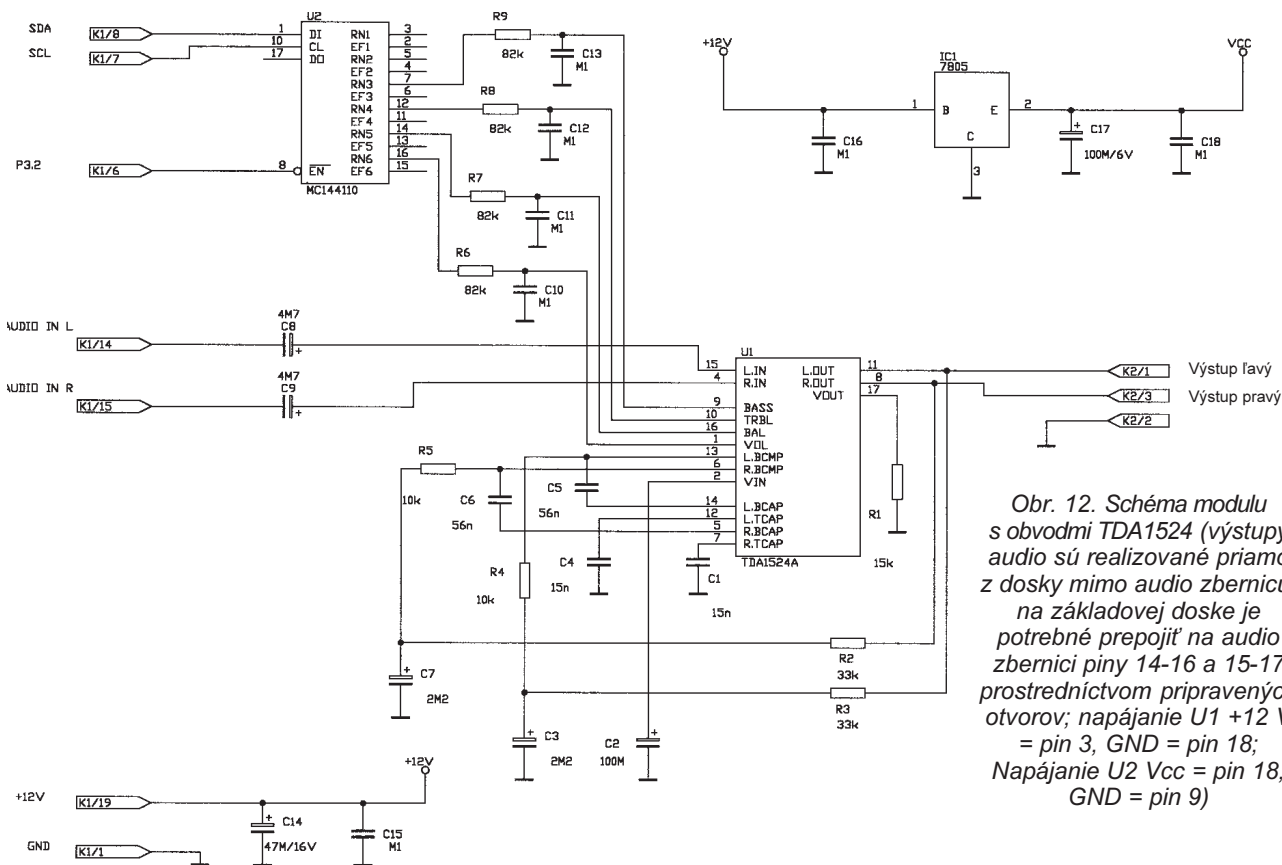 SDA
K1/8
SCL
K1/7
P3.2
K1/6
U2
1 DI RN1 3
10 CL EF1 2
17 DO RN2 5
EF2 4
RN3 7
EF3 6
RN4 12
EF4 11
RN5 14
EF5 13
8 EN RN6 16
EF6 15
MC144110
R9
82k
C13
M1
R8
82k
C12
M1
R7
82k
C11
M1
R6
82k
C10
M1
+12V
C16
M1
IC1
7805
1 B E 2
C
3
C17
100M/6V
C18
M1
VCC
AUDIO IN L
K1/14
4M7
C8
AUDIO IN R
K1/15
4M7
C9
U1
15 L.IN L.OUT 11
4 R.IN R.OUT 8
VOUT 17
9 BASS
10 TRBL
16 BAL
1 VOL
13 L.BCMP
6 R.BCMP
2 VIN
14 L.BCAP
12 L.TCAP
5 R.BCAP
7 R.TCAP
TDA1524A
K2/1 Výstup ľavý
K2/3 Výstup pravý
K2/2
R5
10k
C6
56n
C5
56n
R4
10k
C4
15n
C1
15n
R1
15k
C7
2M2
R2
33k
R3
33k
C3
2M2
C2
100M
+12V
K1/19
+12V
C14
47M/16V
C15
M1
GND
K1/1
Obr. 12. Schéma modulu
s obvodmi TDA1524 (výstupy
audio sú realizované priamo
z dosky mimo audio zbernicu
na základovej doske je
potrebné prepojiť na audio
zbernici piny 14-16 a 15-17
prostredníctvom pripravenýc
otvorov; napájanie U1 +12 V
= pin 3, GND = pin 18;
Napájanie U2 Vcc = pin 18,
GND = pin 9)